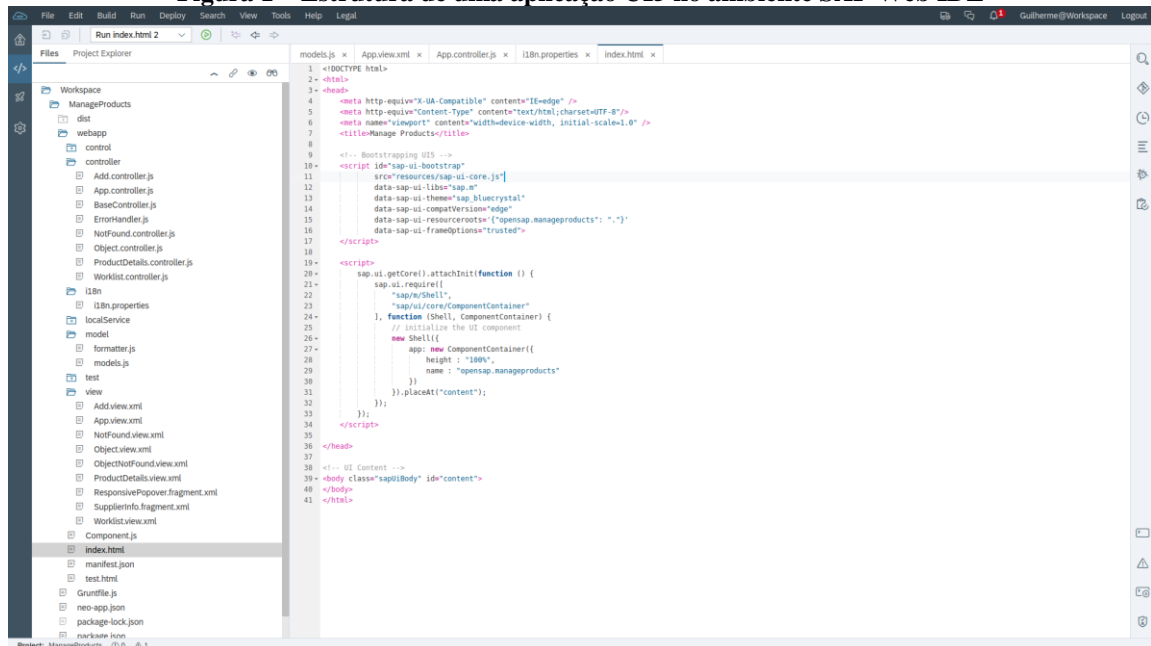 Figura 1 – Estrutura de uma aplicação UI5 no ambiente SAP Web IDE
File Edit Build Run Deploy Search View Tools Help Legal
1 Guilherme@Workspace Logout
Run index.html 2
Files Project Explorer
Workspace
ManageProducts
dist
webapp
control
controller
Add.controller.js
App.controller.js
BaseController.js
ErrorHandler.js
NotFound.controller.js
Object.controller.js
ProductDetails.controller.js
Worklist.controller.js
i18n
i18n.properties
localService
model
formatter.js
models.js
test
view
Add.view.xml
App.view.xml
NotFound.view.xml
Object.view.xml
ObjectNotFound.view.xml
ProductDetails.view.xml
ResponsivePopover.fragment.xml
SupplierInfo.fragment.xml
Worklist.view.xml
Component.js
index.html
manifest.json
test.html
Gruntfile.js
neo-app.json
package-lock.json
package.json
Project: ManageProducts 0 1
models.js × App.view.xml × App.controller.js × i18n.properties × index.html ×
1 <!DOCTYPE html>
2 <html>
3 <head>
4 <meta http-equiv="X-UA-Compatible" content="IE=edge" />
5 <meta http-equiv="Content-Type" content="text/html;charset=UTF-8"/>
6 <meta name="viewport" content="width=device-width, initial-scale=1.0" />
7 <title>Manage Products</title>
8
9 <!-- Bootstrapping UI5 -->
10 <script id="sap-ui-bootstrap"
11 src="resources/sap-ui-core.js"
12 data-sap-ui-libs="sap.m"
13 data-sap-ui-theme="sap_bluecrystal"
14 data-sap-ui-compatVersion="edge"
15 data-sap-ui-resourceroots='{"opensap.manageproducts": "."}'
16 data-sap-ui-frameOptions="trusted">
17 </script>
18
19 <script>
20 sap.ui.getCore().attachInit(function () {
21 sap.ui.require([
22 "sap/m/Shell",
23 "sap/ui/core/ComponentContainer"
24 ], function (Shell, ComponentContainer) {
25 // initialize the UI component
26 new Shell({
27 app: new ComponentContainer({
28 height : "100%",
29 name : "opensap.manageproducts"
30 })
31 }).placeAt("content");
32 });
33 });
34 </script>
35
36 </head>
37
38 <!-- UI Content -->
39 <body class="sapUiBody" id="content">
40 </body>
41 </html>